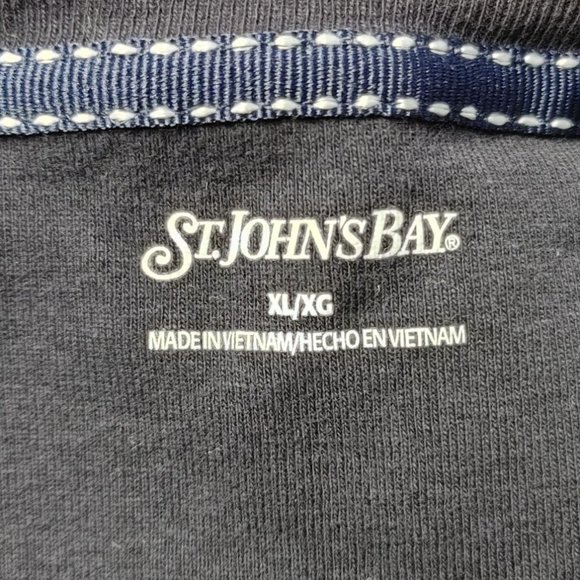 ST. JOHN'S BAY®
XL/XG
MADE IN VIETNAM/HECHO EN VIETNAM